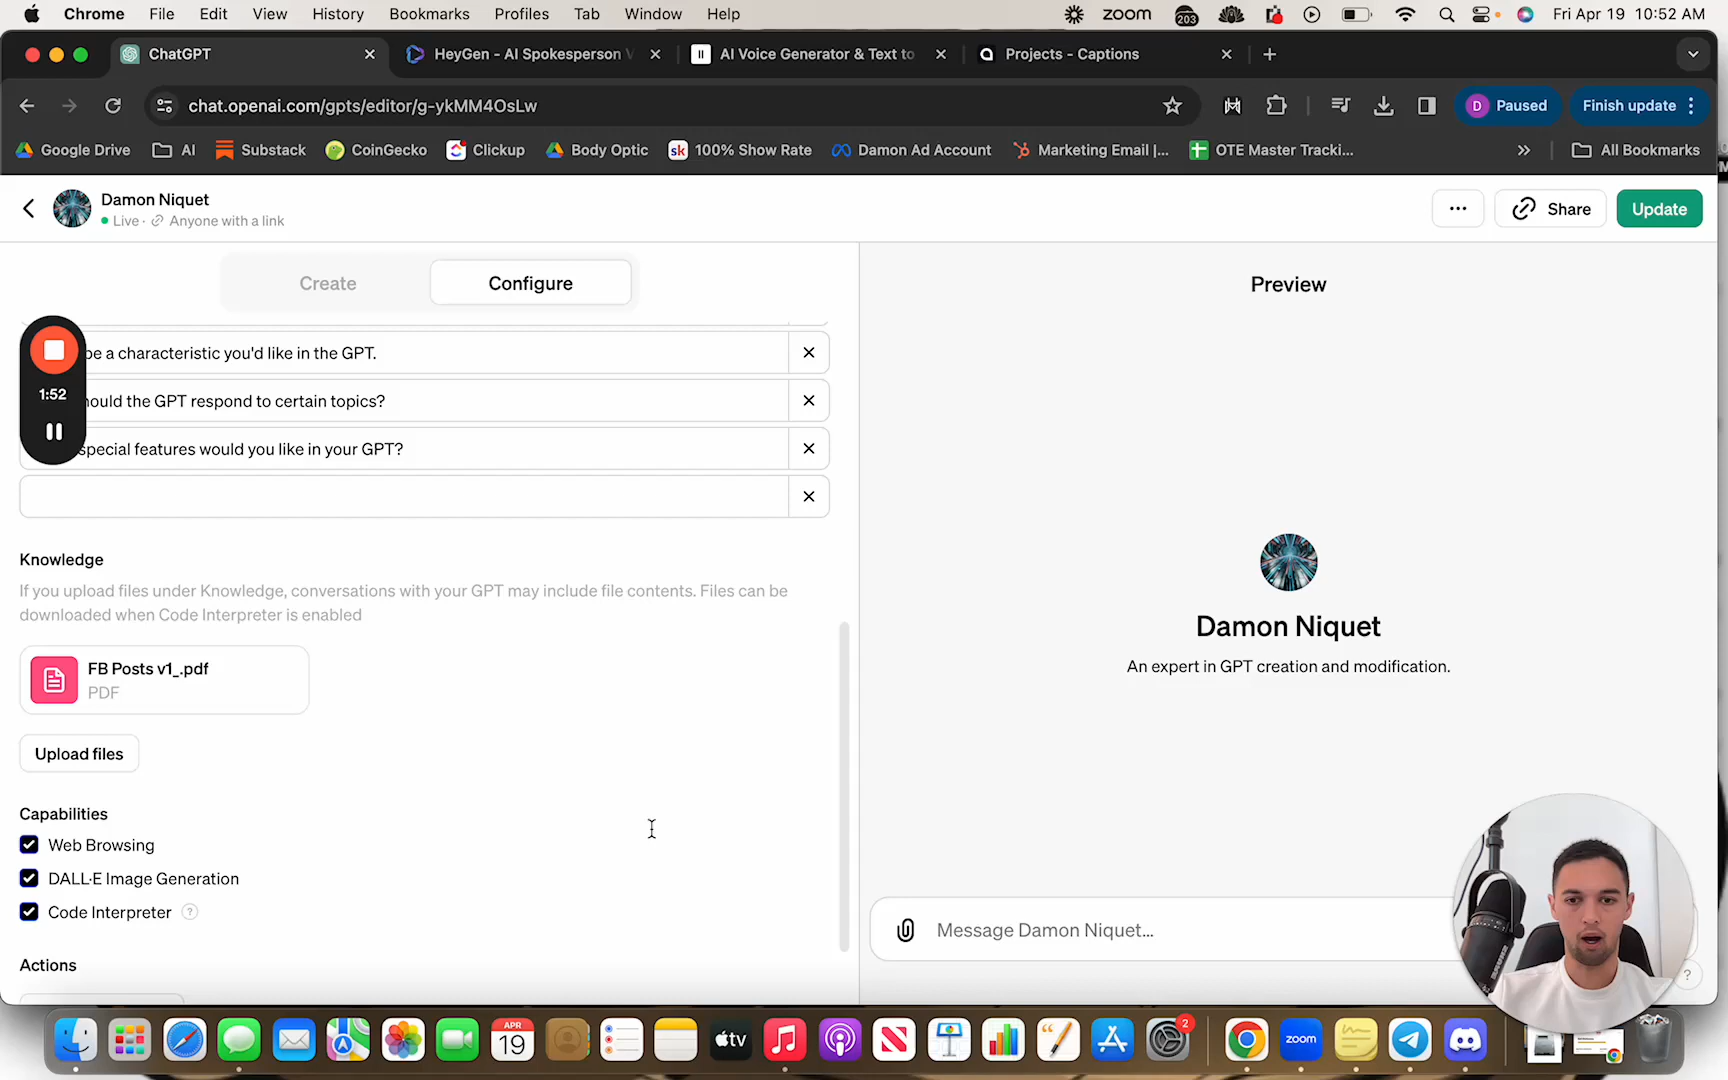 Chrome File Edit View History Bookmarks Profiles Tab Window Help zoom 203 Fri Apr 19 10:52 AM
ChatGPT HeyGen - AI Spokesperson V AI Voice Generator & Text to Projects - Captions
chat.openai.com/gpts/editor/g-ykMM4OsLw D Paused Finish update
Google Drive AI Substack CoinGecko Clickup Body Optic sk 100% Show Rate Damon Ad Account Marketing Email |... OTE Master Tracki... » All Bookmarks
Damon Niquet
Live · Anyone with a link
Share Update
Create Configure
Preview
be a characteristic you'd like in the GPT.
1:52
ould the GPT respond to certain topics?
special features would you like in your GPT?
Knowledge
If you upload files under Knowledge, conversations with your GPT may include file contents. Files can be
downloaded when Code Interpreter is enabled
FB Posts v1_.pdf
PDF
Upload files
Capabilities
Web Browsing
DALL·E Image Generation
Code Interpreter ?
Actions
Damon Niquet
An expert in GPT creation and modification.
Message Damon Niquet...
?
APR
19
tv
2
zoom